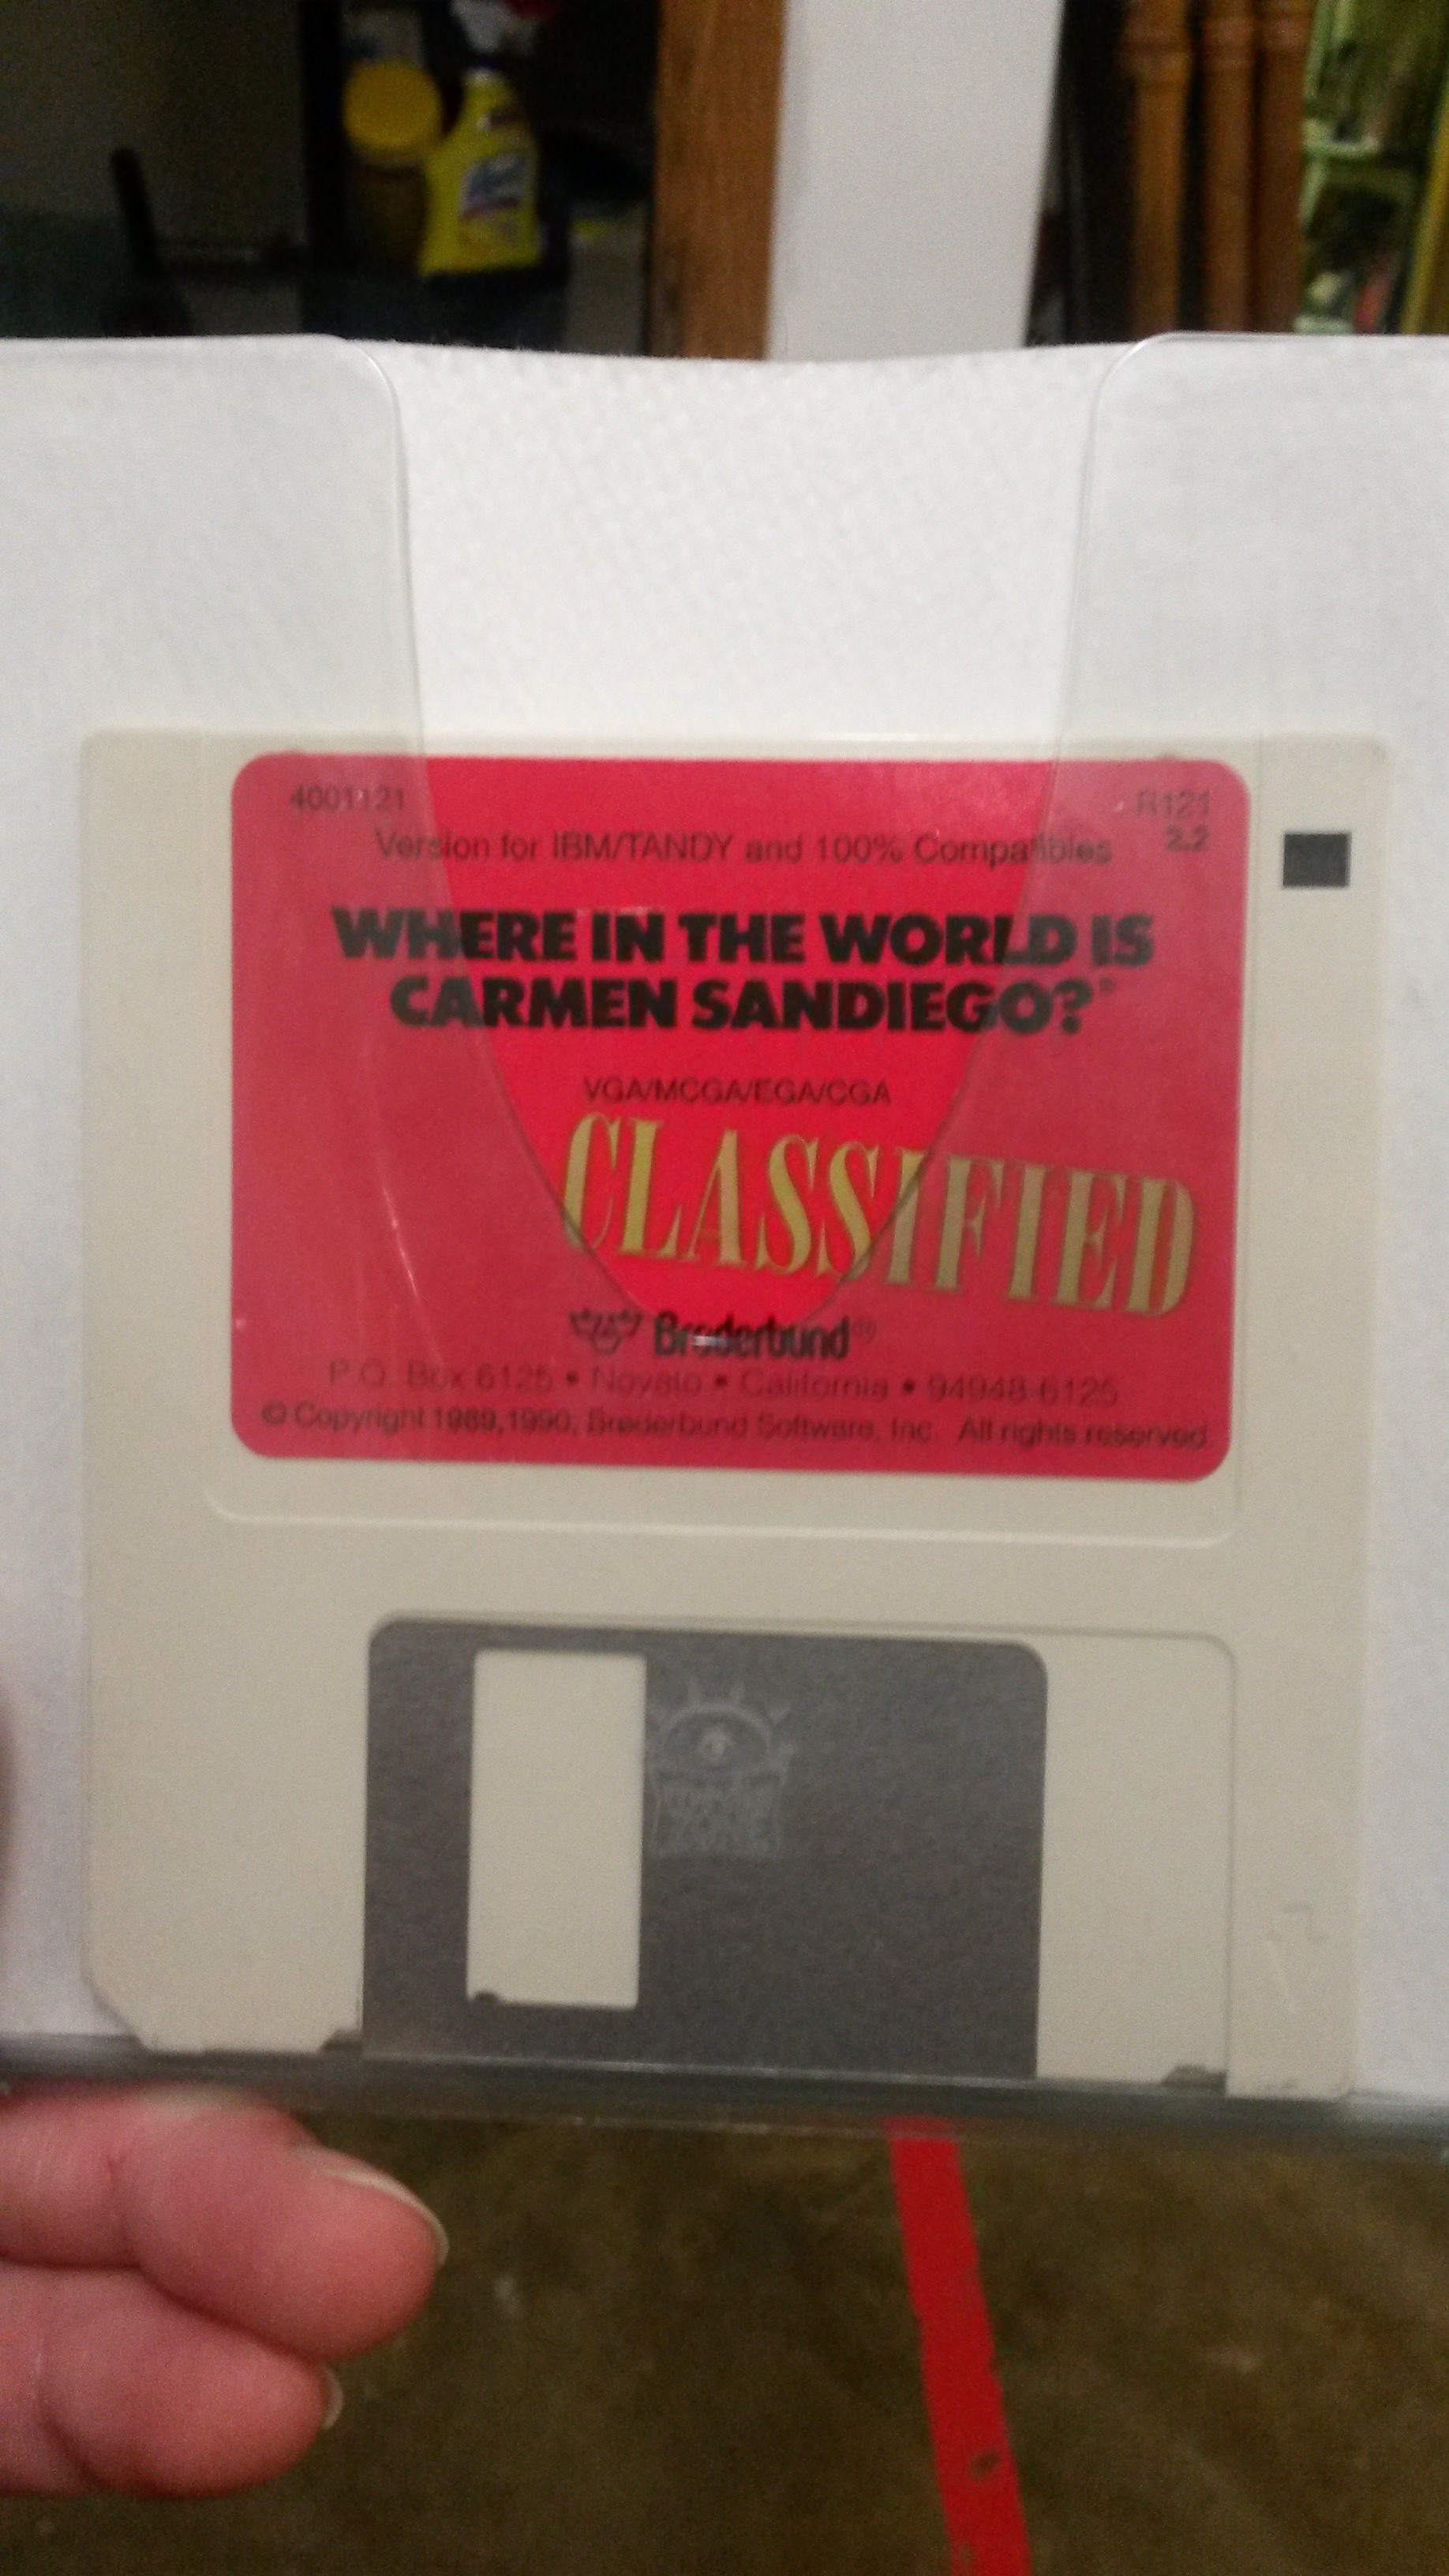 4001121
R121
2.2
Version for IBM/TANDY and 100% Compatibles
WHERE IN THE WORLD IS
CARMEN SANDIEGO?®
VGA/MCGA/EGA/CGA
CLASSIFIED
Brøderbund®
P.O. Box 6125 • Novato • California • 94948-6125
© Copyright 1989, 1990, Brøderbund Software, Inc. All rights reserved.